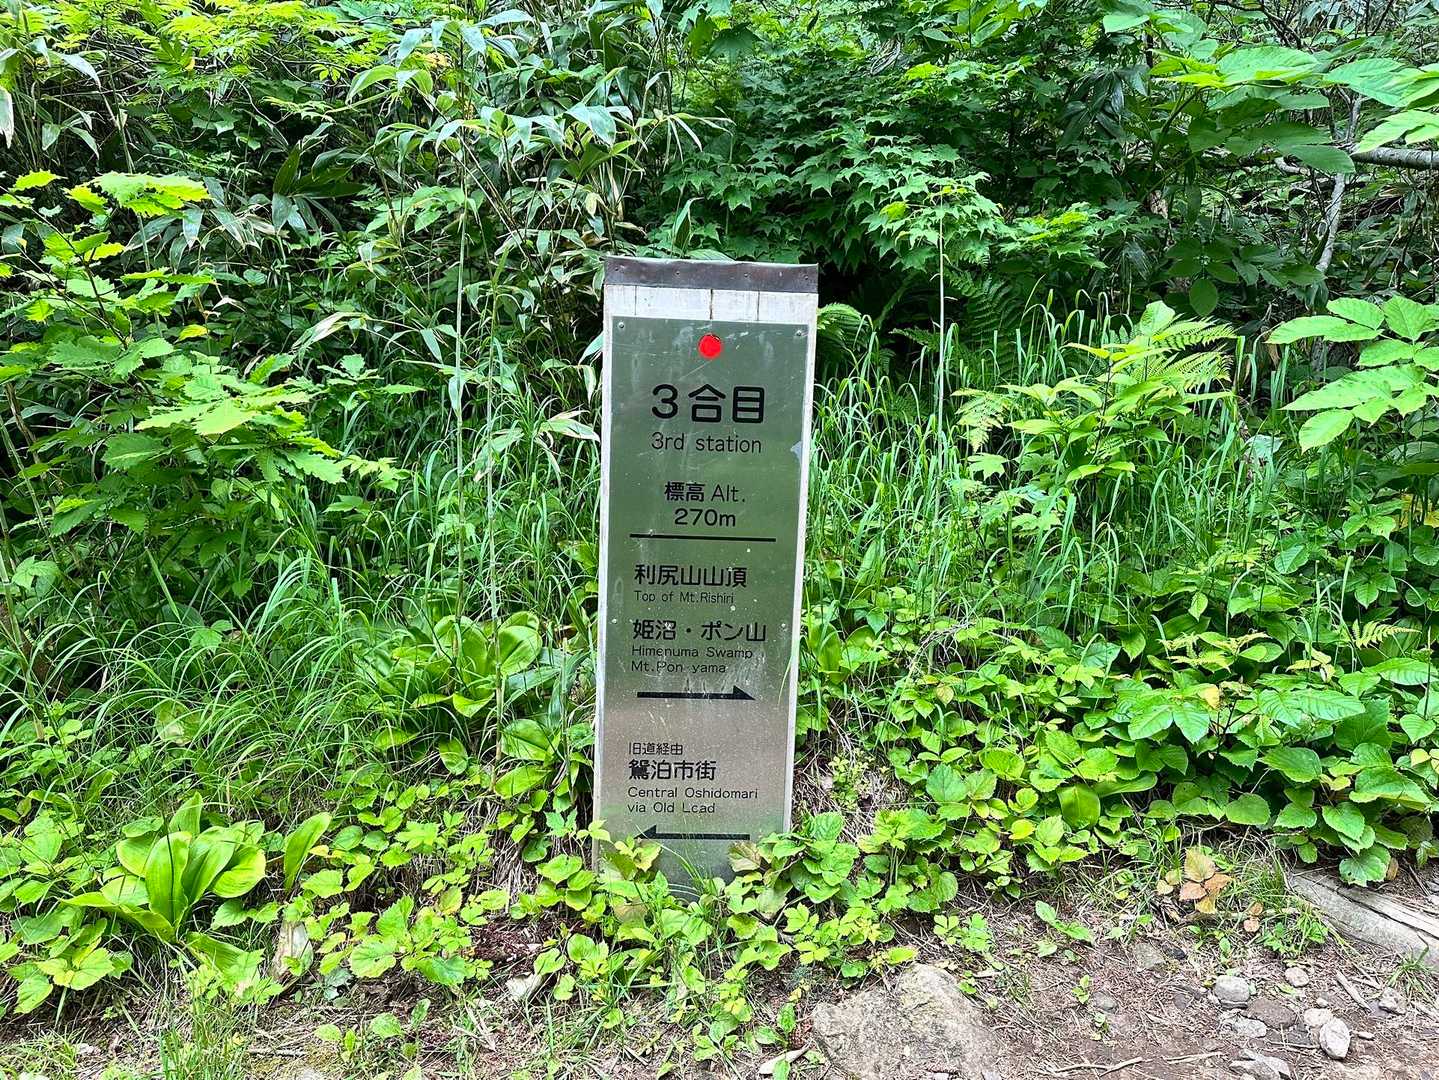 3合目
3rd station
標高 Alt.
270m
利尻山山頂
Top of Mt.Rishiri
姫沼・ポン山
Himenuma Swamp
Mt.Pon-yama
旧道経由
鴛泊市街
Central Oshidomari
via Old Lcad